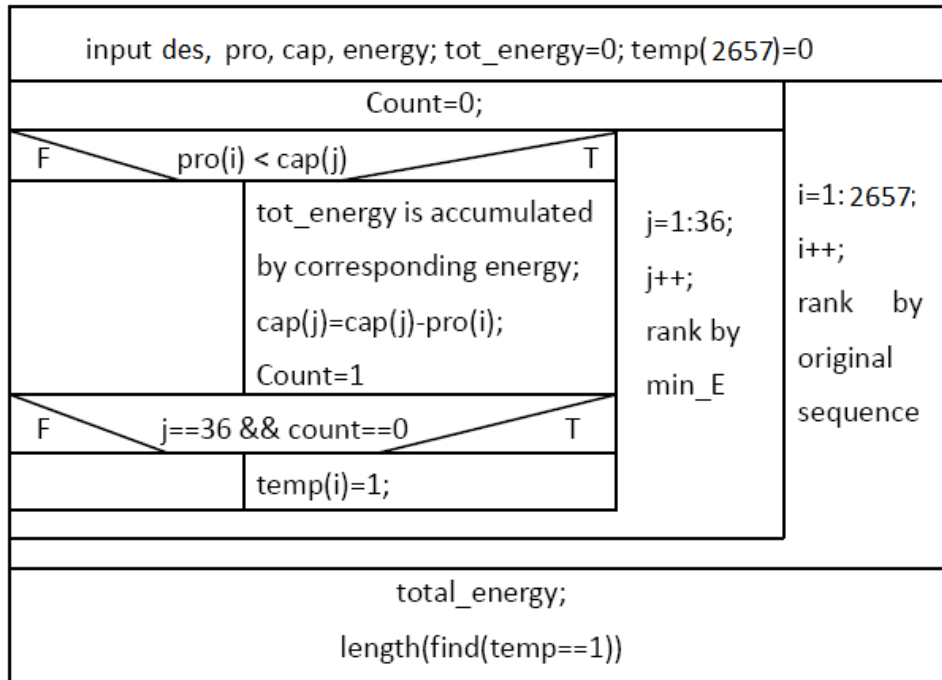 input des, pro, cap, energy; tot_energy=0; temp(2657)=0
Count=0;
F
pro(i) < cap(j)
T
tot_energy is accumulated
by corresponding energy;
cap(j)=cap(j)-pro(i);
Count=1
F
j==36 && count==0
T
temp(i)=1;
j=1:36;
j++;
rank by
min_E
i=1:2657;
i++;
rank by
original
sequence
total_energy;
length(find(temp==1))